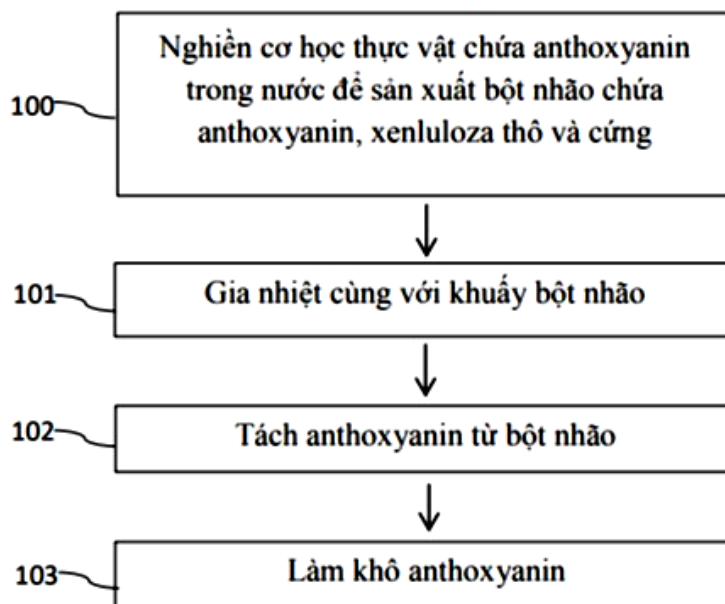 100
Nghiền cơ học thực vật chứa anthoxyanin
trong nước để sản xuất bột nhão chứa
anthoxyanin, xenluloza thô và cứng
101
Gia nhiệt cùng với khuấy bột nhão
102
Tách anthoxyanin từ bột nhão
103
Làm khô anthoxyanin